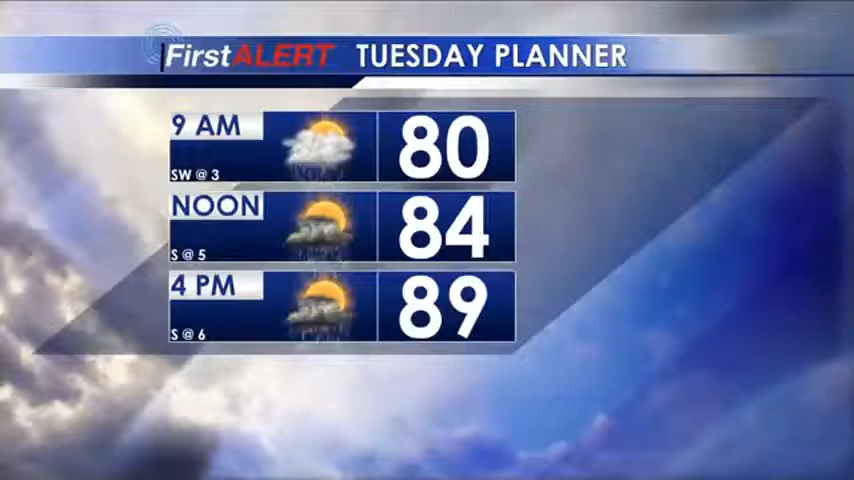 FirstALERT TUESDAY PLANNER
9 AM
80
SW @ 3
NOON
84
S @ 5
4 PM
89
S @ 6